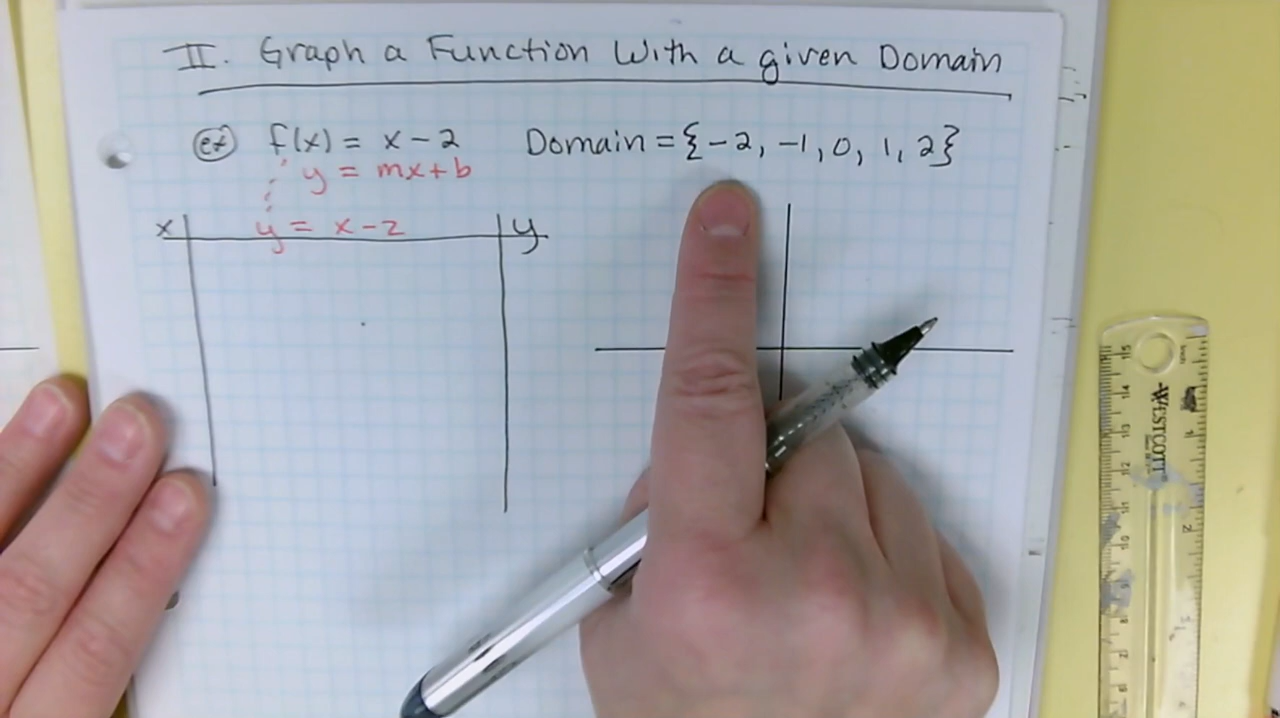 II. Graph a Function With a given Domain
ex f(x) = x - 2 Domain = {-2, -1, 0, 1, 2}
y = mx + b
x y = x - 2 y
WESTCOTT